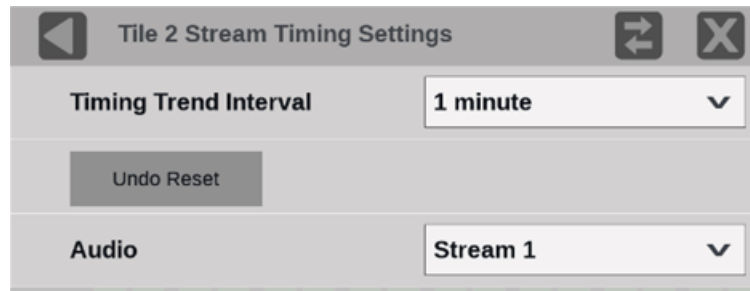 Tile 2 Stream Timing Settings
Timing Trend Interval 1 minute
Undo Reset
Audio Stream 1